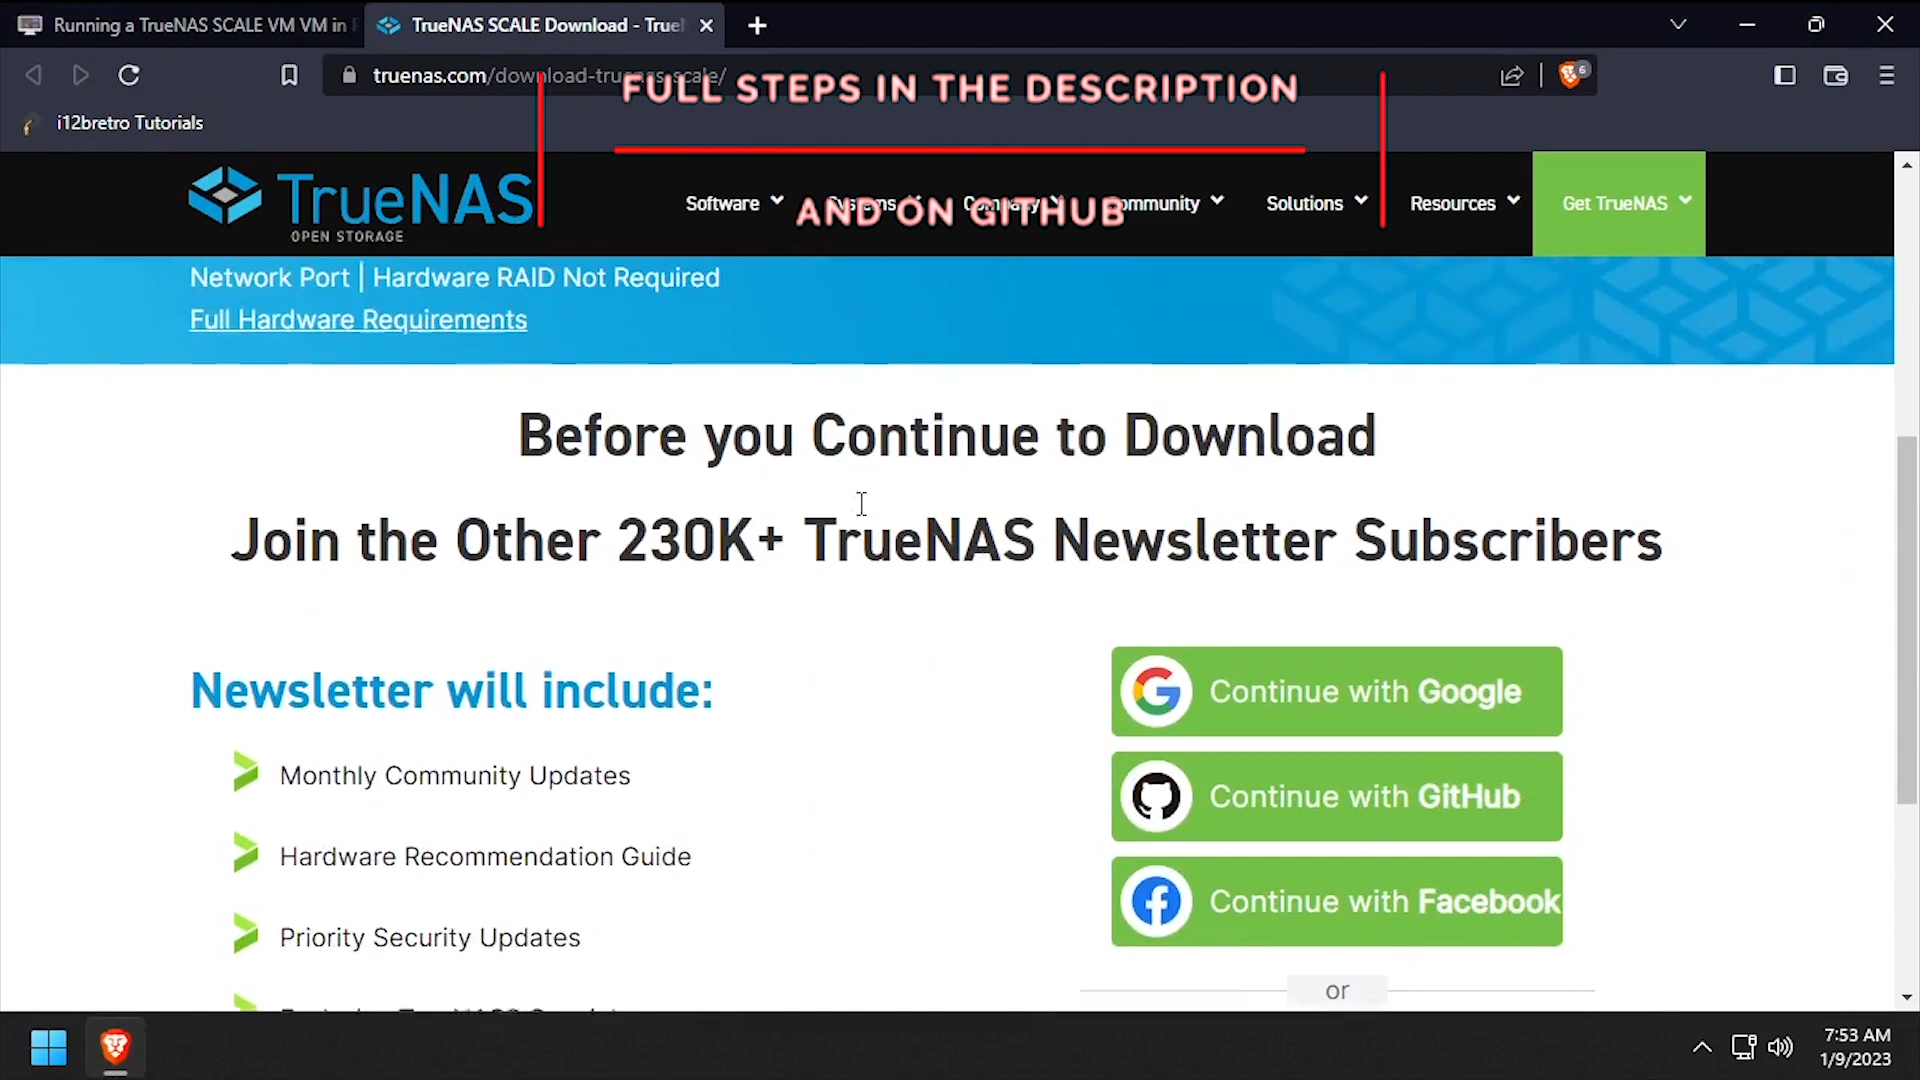 Running a TrueNAS SCALE VM VM in
TrueNAS SCALE Download - True
truenas.com/download-truenas-scale/
6
i12bretro Tutorials
FULL STEPS IN THE DESCRIPTION
AND ON GITHUB
TrueNAS
OPEN STORAGE
Software
Systems
Company
Community
Solutions
Resources
Get TrueNAS
Network Port | Hardware RAID Not Required
Full Hardware Requirements
Before you Continue to Download
Join the Other 230K+ TrueNAS Newsletter Subscribers
Newsletter will include:
Monthly Community Updates
Hardware Recommendation Guide
Priority Security Updates
Continue with Google
Continue with GitHub
Continue with Facebook
or
7:53 AM
1/9/2023